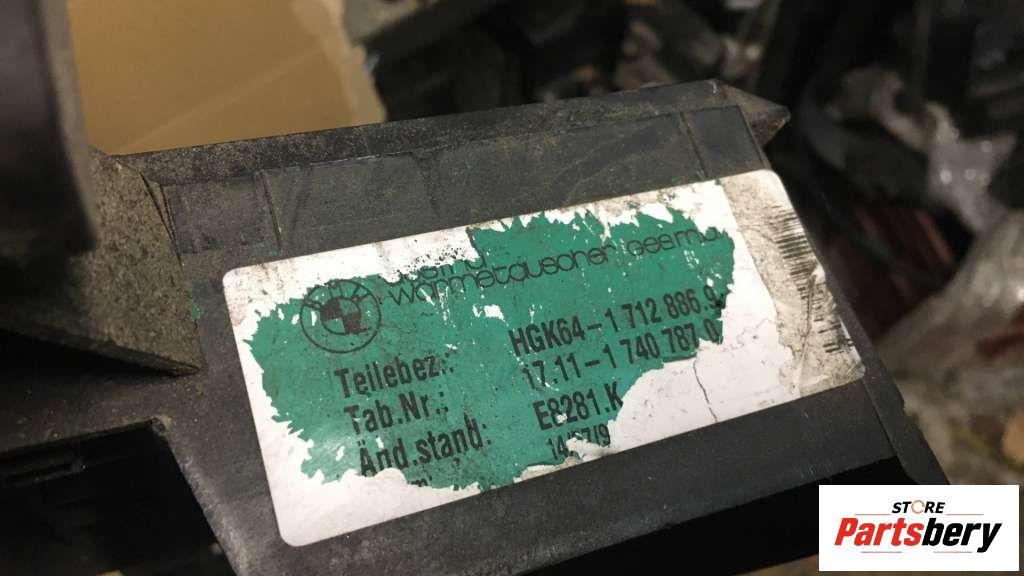 Wärmetauscher
Teilebez.: HGK64-1 712 886.9
Tab.Nr.: 17.11-1 740 787.0
Änd.stand: E8281.K
STORE
Partsbery